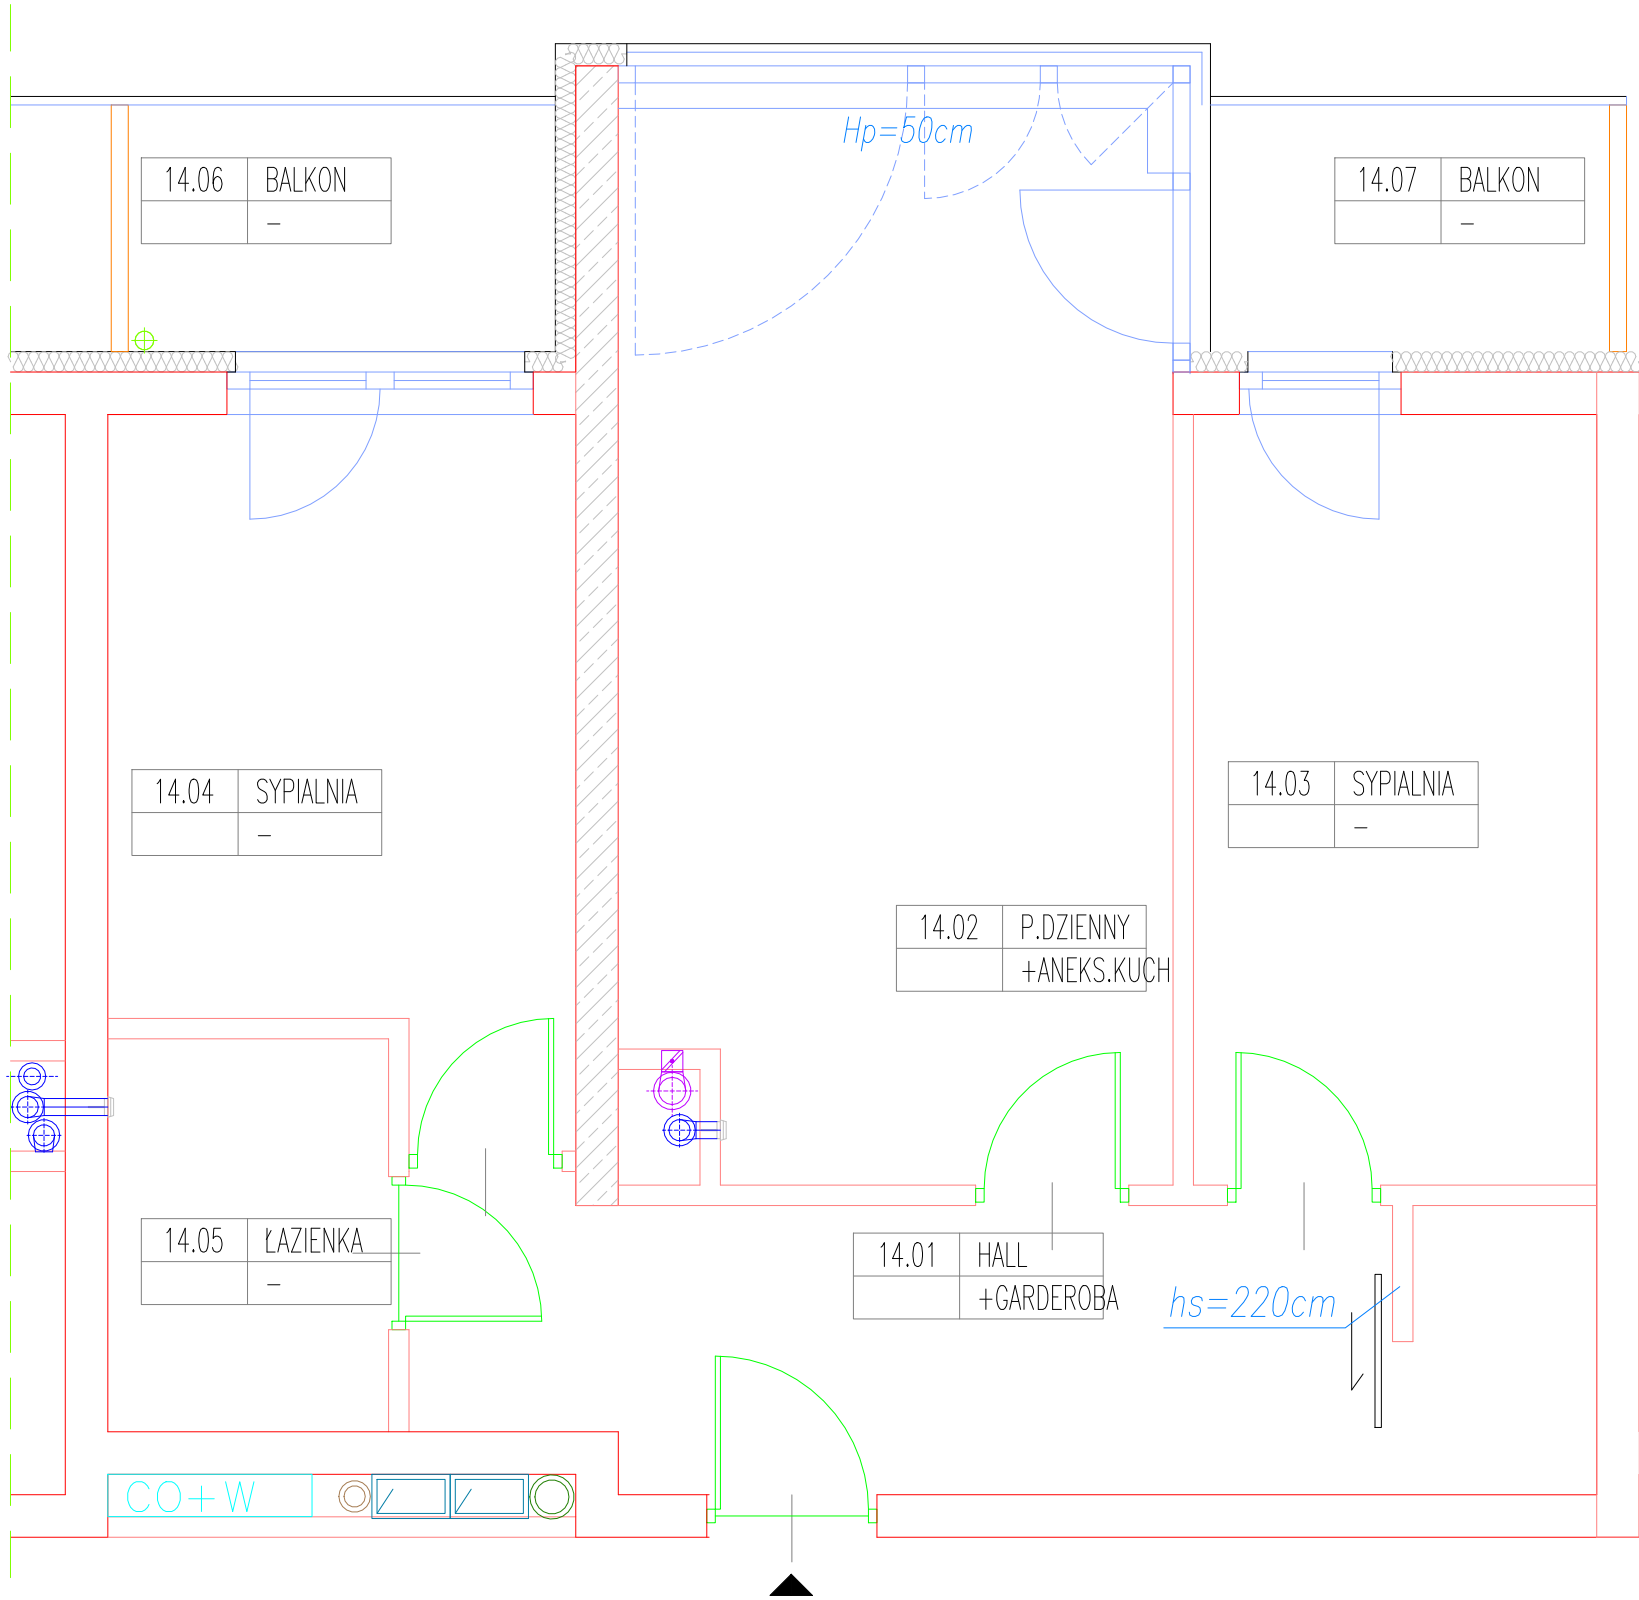 Hp=50cm
14.06 BALKON
–
14.07 BALKON
–
14.04 SYPIALNIA
–
14.03 SYPIALNIA
–
14.02 P.DZIENNY
+ANEKS.KUCH
14.05 ŁAZIENKA
–
14.01 HALL
+GARDEROBA
hs=220cm
CO+W